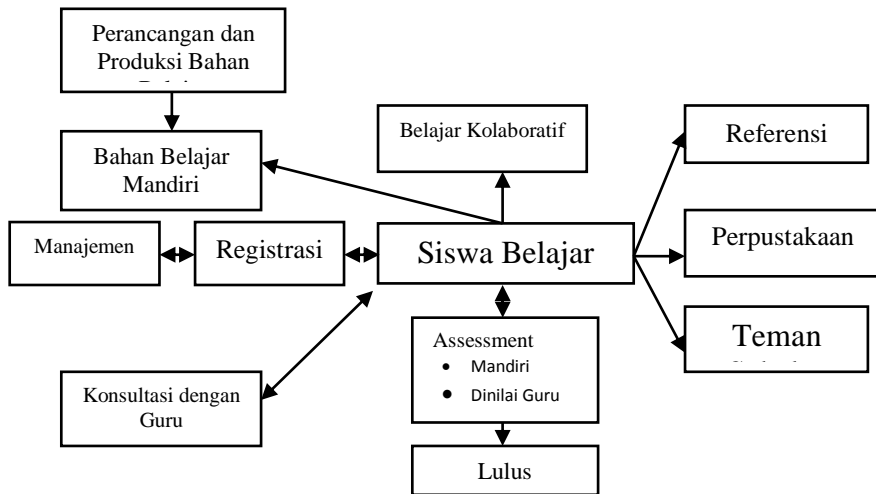 Perancangan dan
Produksi Bahan
Belajar Kolaboratif
Referensi
Bahan Belajar
Mandiri
Manajemen
Registrasi
Siswa Belajar
Perpustakaan
Assessment
• Mandiri
• Dinilai Guru
Teman
Konsultasi dengan
Guru
Lulus